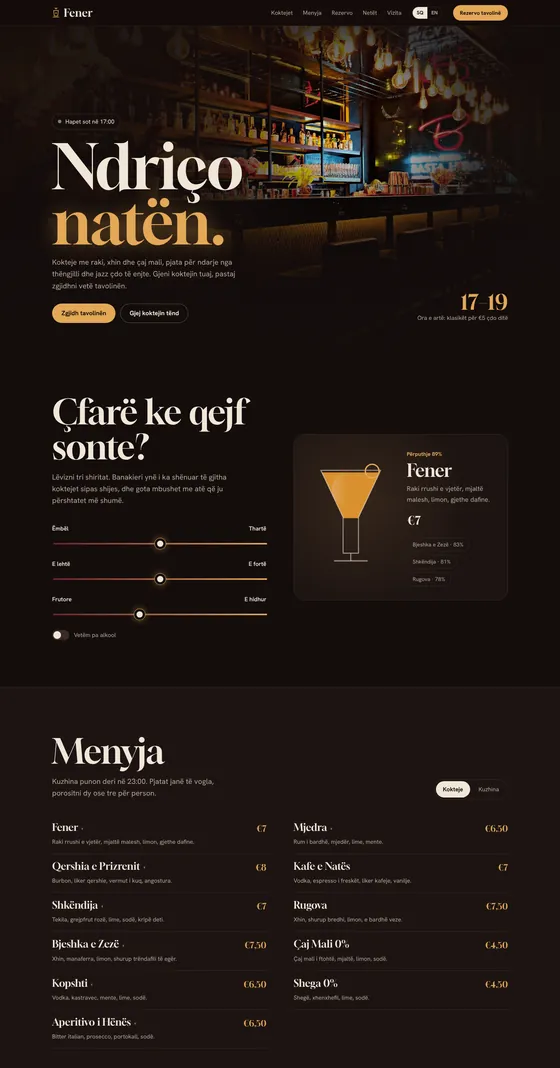 Fener
Koktejet
Menyja
Rezervo
Netët
Vizita
SQ
EN
Rezervo tavolinë
Hapet sot në 17:00
Ndriço
natën.
Kokteje me raki, xhin dhe çaj mali, pjata për ndarje nga
thëngjilli dhe jazz çdo të enjte. Gjeni koktejin tuaj, pastaj
zgjidhni vetë tavolinën.
Zgjidh tavolinën
Gjej koktejin tënd
17–19
Ora e artë: klasikët për €5 çdo ditë
Çfarë ke qejf
sonte?
Lëvizni tri shiritat. Banakieri ynë i ka shënuar të gjitha
koktejet sipas shijes, dhe gota mbushet me atë që ju
përshtatet më shumë.
Ëmbël
Thartë
E lehtë
E fortë
Frutore
E hidhur
Vetëm pa alkool
Përputhje 89%
Fener
Raki rrushi e vjetër, mjaltë
malesh, limon, gjethe dafine.
€7
Bjeshka e Zezë · 83%
Shkëndija · 81%
Rugova · 78%
Menyja
Kuzhina punon deri në 23:00. Pjatat janë të vogla,
porositni dy ose tre për person.
Kokteje
Kuzhina
Fener
€7
Raki rrushi e vjetër, mjaltë malesh, limon, gjethe dafine.
Qershia e Prizrenit
€8
Burbon, liker qershie, vermut i kuq, angostura.
Shkëndija
€7
Tekila, grejpfrut rozë, lime, sodë, kripë deti.
Bjeshka e Zezë
€7,50
Xhin, manaferra, limon, shurup trëndafili të egër.
Kopshti
€6,50
Vodka, kastravec, mente, lime, sodë.
Aperitivo i Hënës
€6,50
Bitter italian, prosecco, portokall, sodë.
Mjedra
€6,50
Rum i bardhë, mjedër, lime, mente.
Kafe e Natës
€7
Vodka, espresso i freskët, liker kafeje, vanilje.
Rugova
€7,50
Xhin, shurup bredhi, limon, e bardhë veze.
Çaj Mali 0%
€4,50
Çaj mali i ftohtë, mjaltë, limon, sodë.
Shega 0%
€4,50
Shegë, xhenxhefil, lime, sodë.